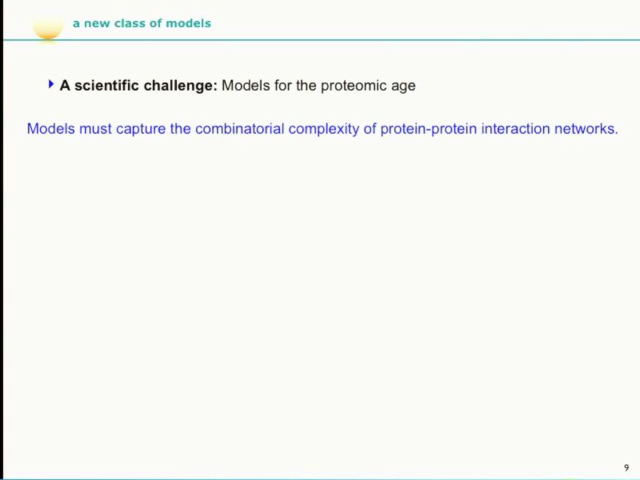 a new class of models
A scientific challenge: Models for the proteomic age
Models must capture the combinatorial complexity of protein-protein interaction networks.
9